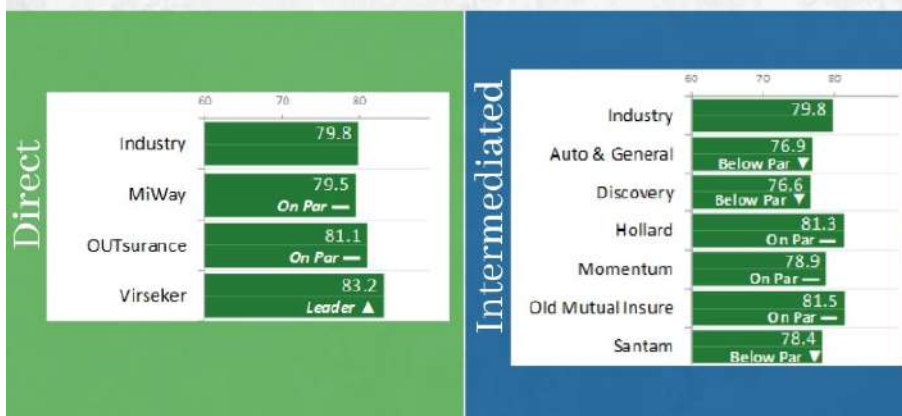 Direct
60 70 80
Industry 79.8
MiWay 79.5
On Par —
OUTsurance 81.1
On Par —
Virseker 83.2
Leader ▲
Intermediated
60 70 80
Industry 79.8
Auto & General 76.9
Below Par ▼
Discovery 76.6
Below Par ▼
Hollard 81.3
On Par —
Momentum 78.9
On Par —
Old Mutual Insure 81.5
On Par —
Santam 78.4
Below Par ▼